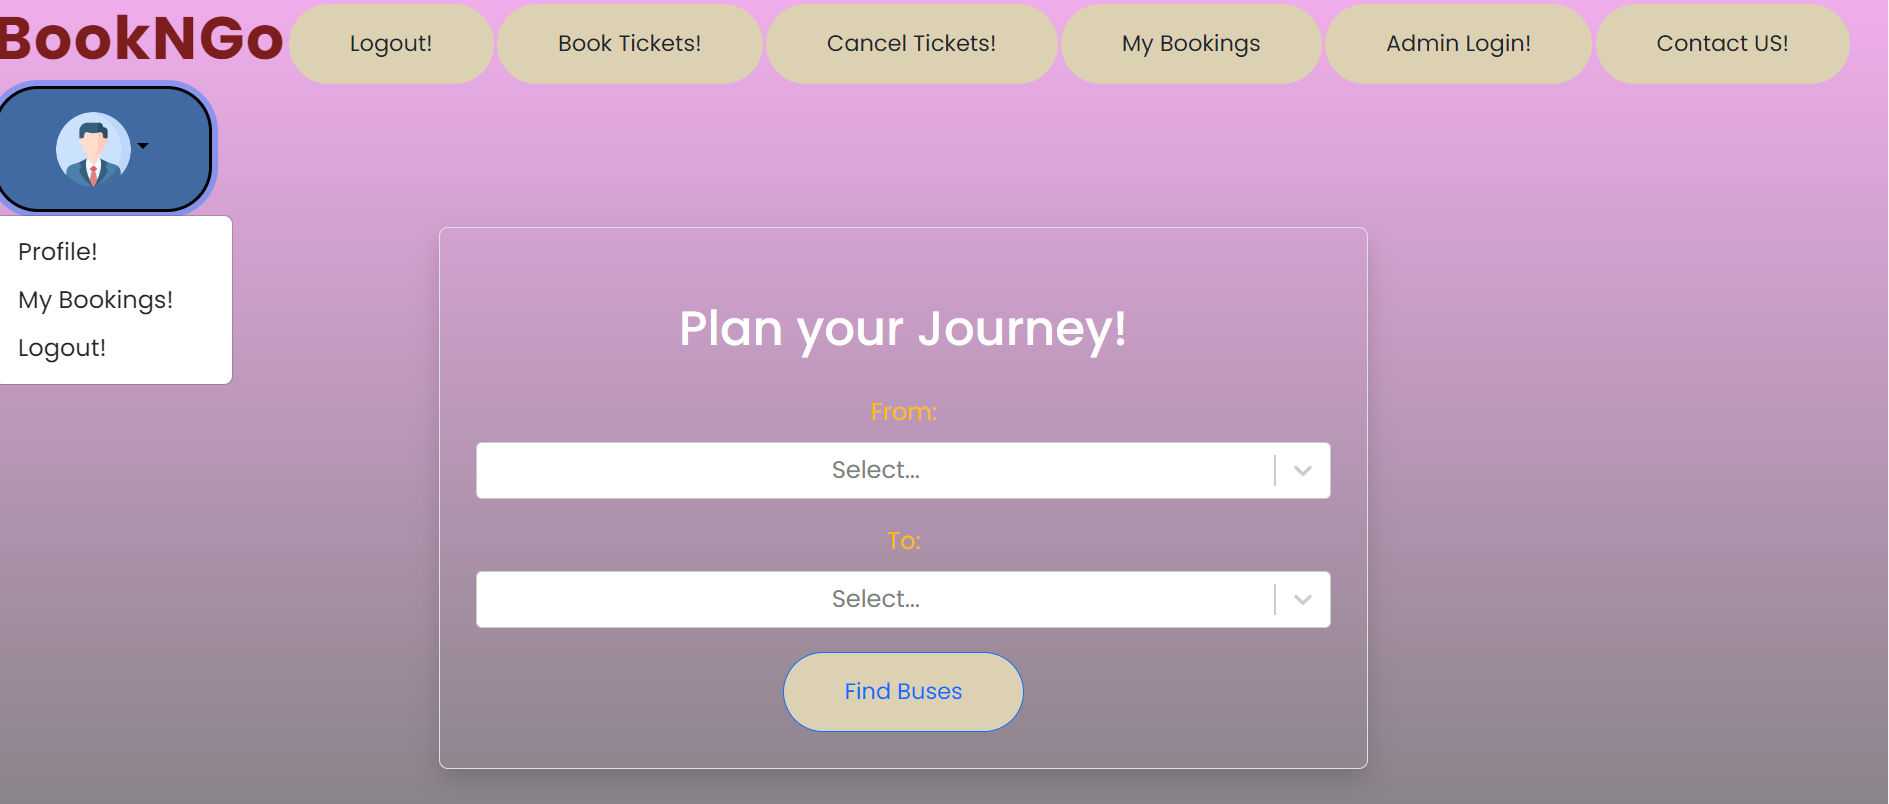 BookNGo
Logout!
Book Tickets!
Cancel Tickets!
My Bookings
Admin Login!
Contact US!
Profile!
My Bookings!
Logout!
Plan your Journey!
From:
Select...
To:
Select...
Find Buses